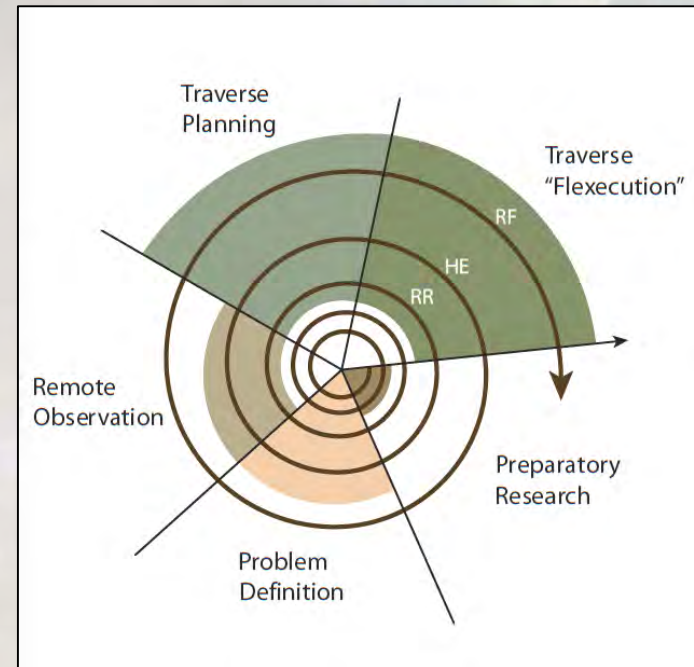 Traverse
Planning
Traverse
“Flexecution”
RF
HE
RR
Remote
Observation
Preparatory
Research
Problem
Definition